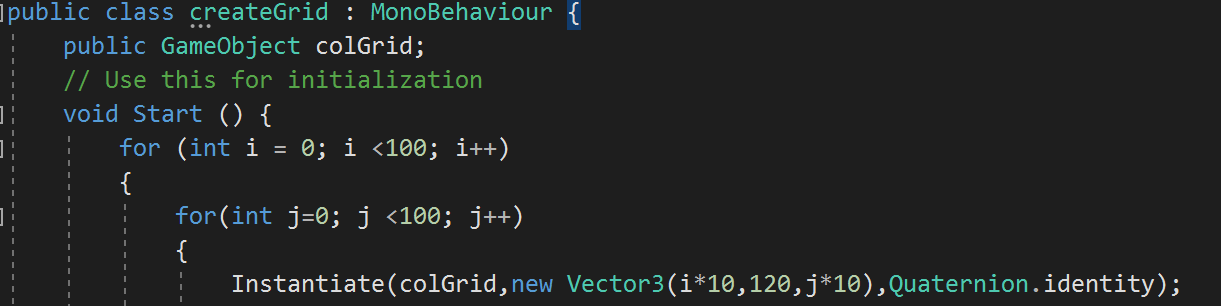 public class createGrid : MonoBehaviour {
public GameObject colGrid;
// Use this for initialization
void Start () {
for (int i = 0; i <100; i++)
{
for(int j=0; j <100; j++)
{
Instantiate(colGrid,new Vector3(i*10,120,j*10),Quaternion.identity);